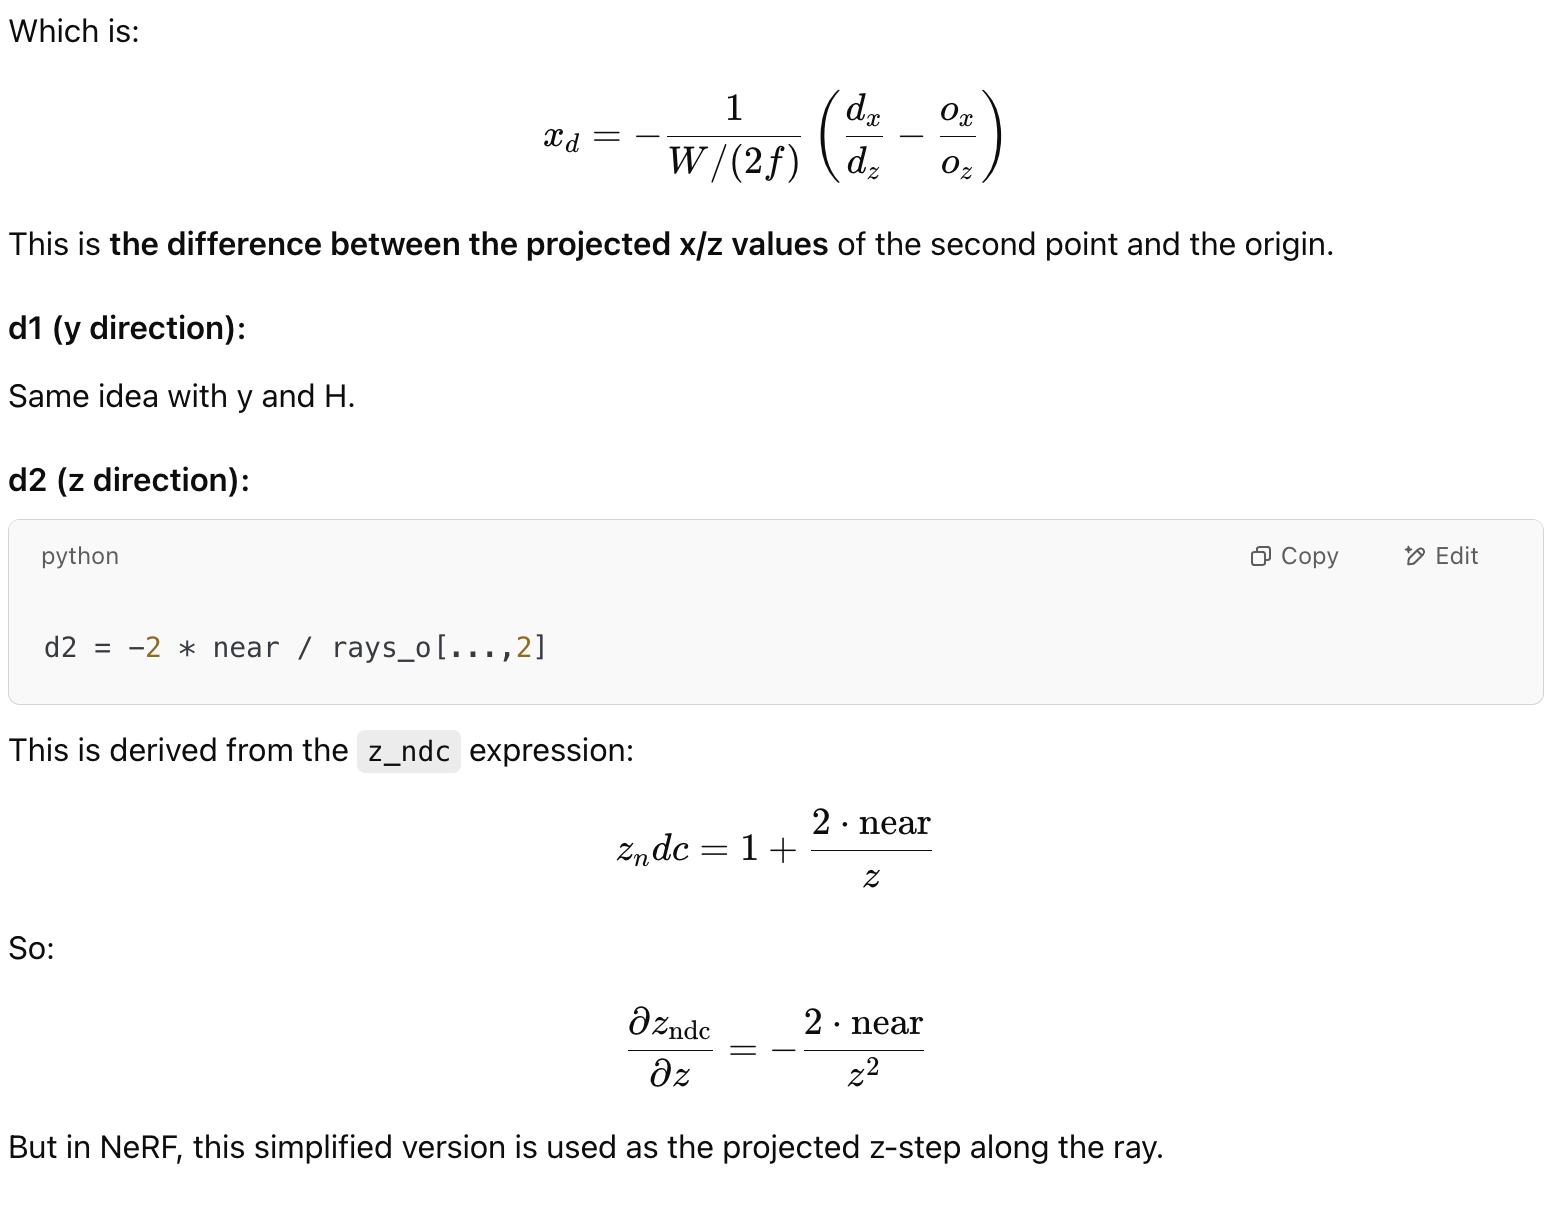 Which is:
x_d = -\frac{1}{W/(2f)} \left( \frac{d_x}{d_z} - \frac{o_x}{o_z} \right)
This is the difference between the projected x/z values of the second point and the origin.
d1 (y direction):
Same idea with y and H.
d2 (z direction):
python Copy Edit
d2 = -2 * near / rays_o[...,2]
This is derived from the z_ndc expression:
z_n dc = 1 + \frac{2 \cdot \text{near}}{z}
So:
\frac{\partial z_{\text{ndc}}}{\partial z} = -\frac{2 \cdot \text{near}}{z^2}
But in NeRF, this simplified version is used as the projected z-step along the ray.